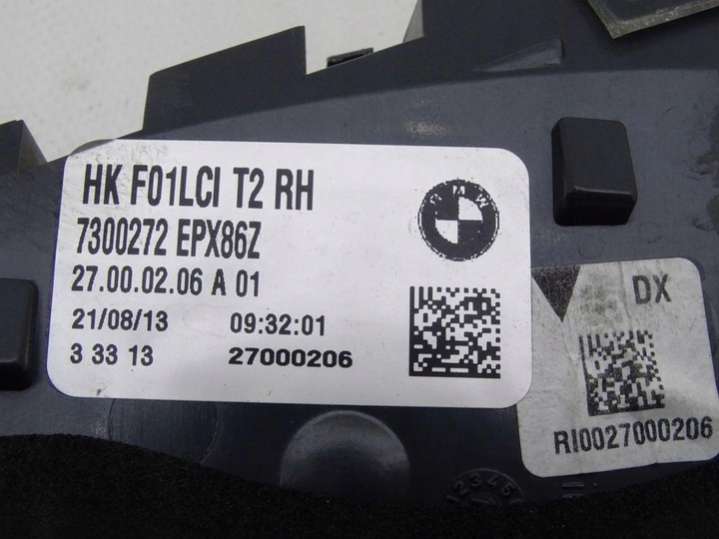 HK F01LCI T2 RH
7300272 EPX86Z
27.00.02.06 A 01
21/08/13 09:32:01
3 33 13 27000206
BMW
DX
RI0027000206